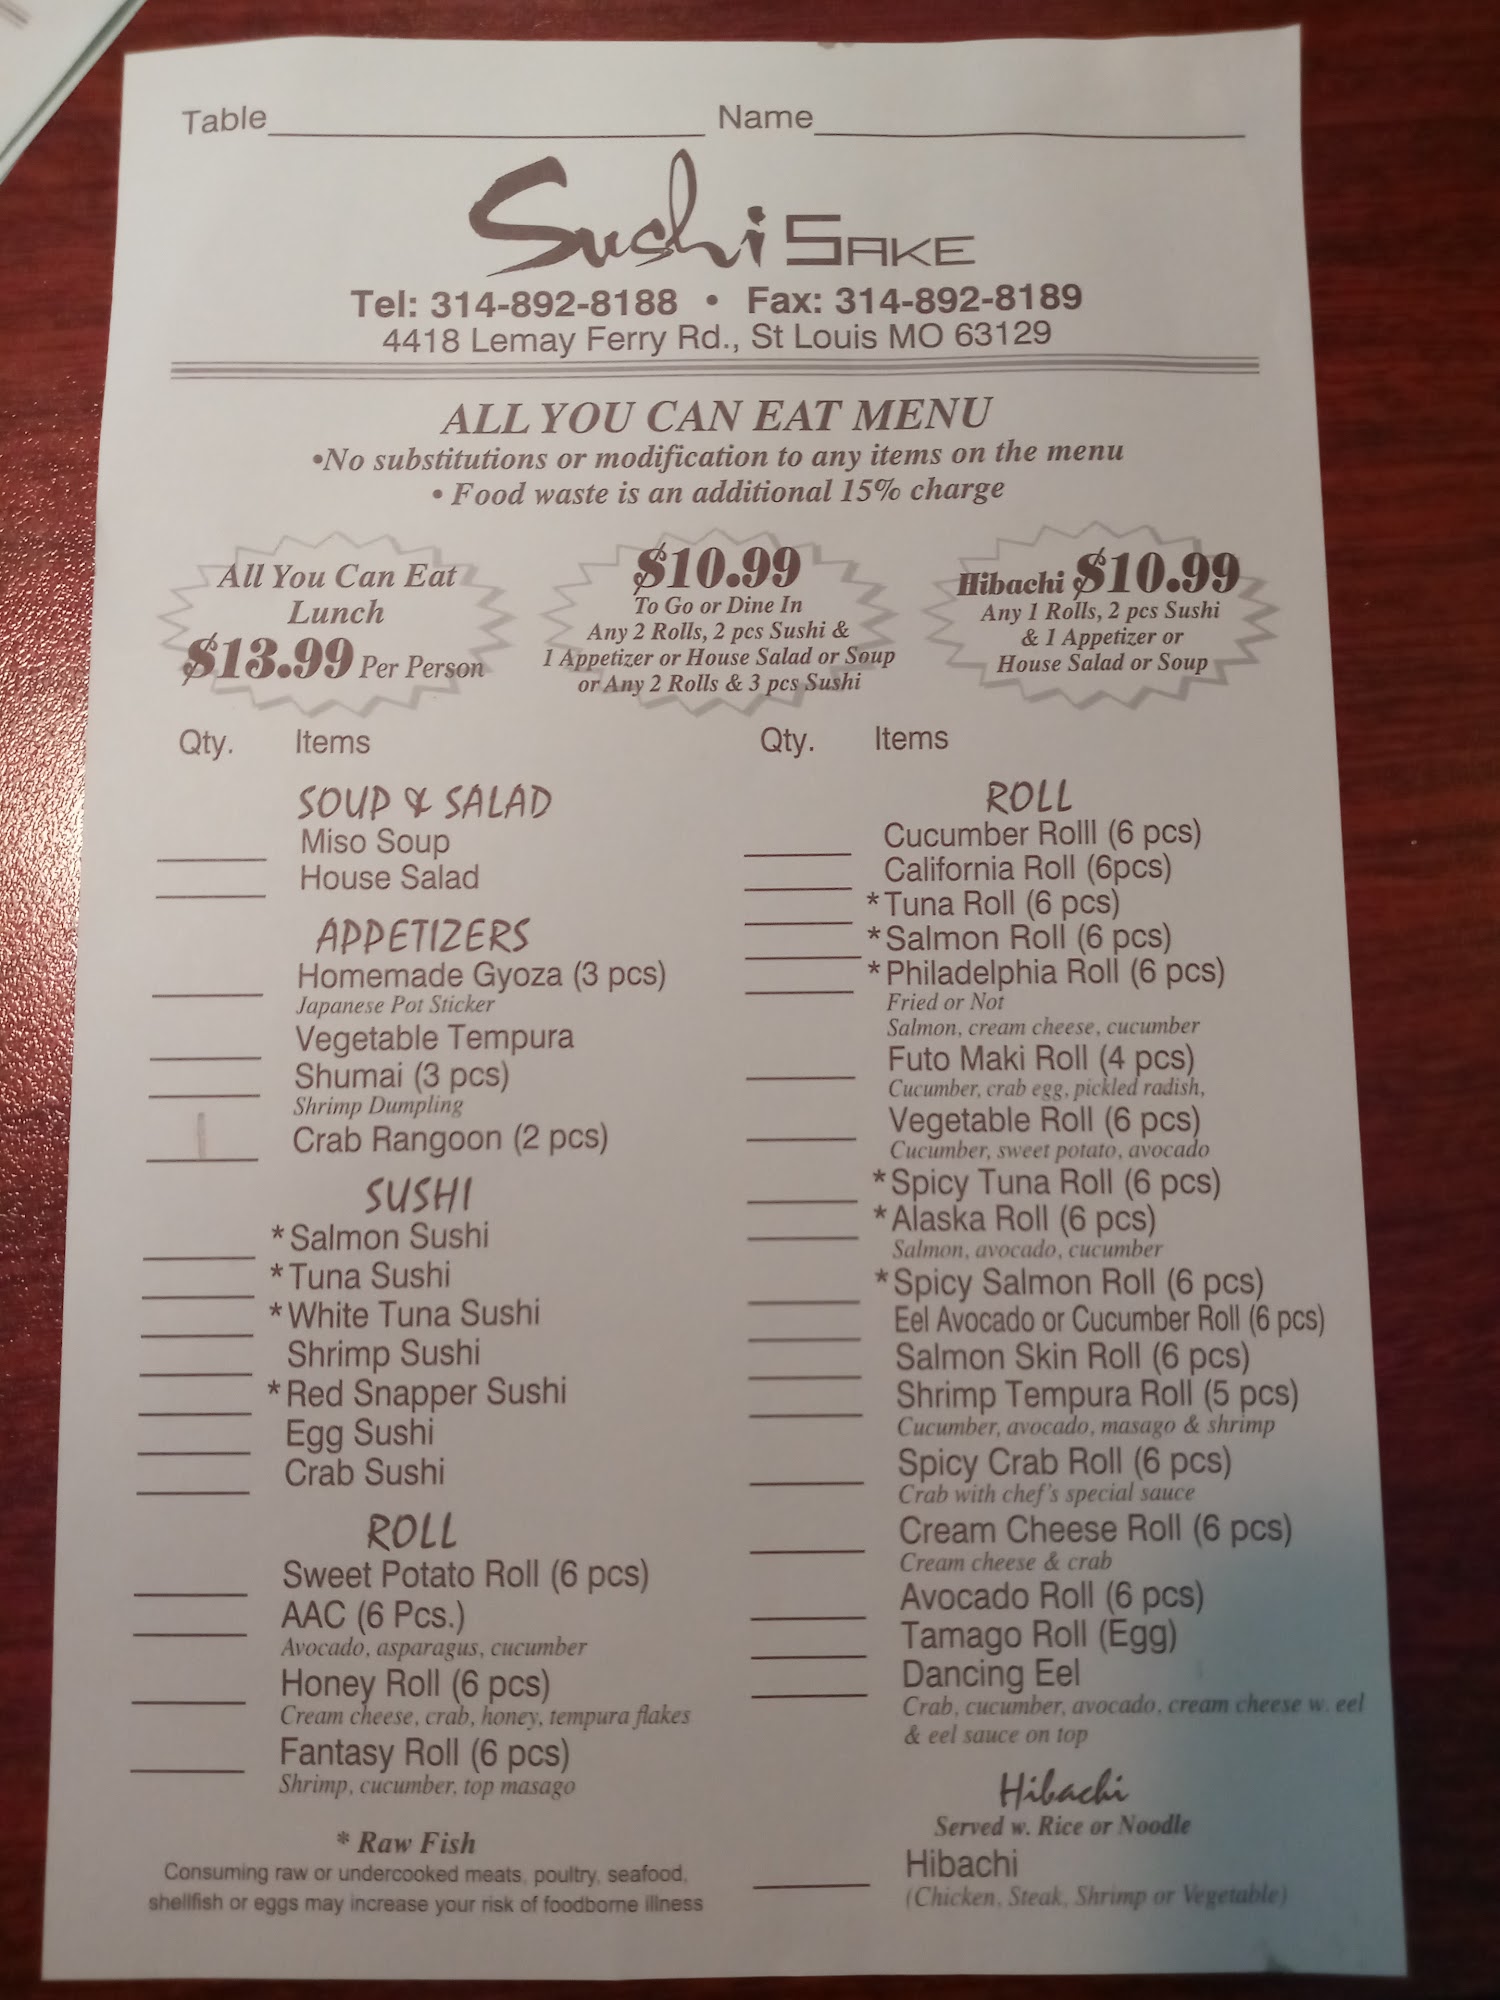 Table Name
Sushi SAKE
Tel: 314-892-8188 • Fax: 314-892-8189
4418 Lemay Ferry Rd., St Louis MO 63129
ALL YOU CAN EAT MENU
•No substitutions or modification to any items on the menu
• Food waste is an additional 15% charge
All You Can Eat
Lunch
$13.99 Per Person
$10.99
To Go or Dine In
Any 2 Rolls, 2 pcs Sushi &
1 Appetizer or House Salad or Soup
or Any 2 Rolls & 3 pcs Sushi
Hibachi $10.99
Any 1 Rolls, 2 pcs Sushi
& 1 Appetizer or
House Salad or Soup
Qty. Items
SOUP & SALAD
Miso Soup
House Salad
APPETIZERS
Homemade Gyoza (3 pcs)
Japanese Pot Sticker
Vegetable Tempura
Shumai (3 pcs)
Shrimp Dumpling
Crab Rangoon (2 pcs)
SUSHI
*Salmon Sushi
*Tuna Sushi
*White Tuna Sushi
Shrimp Sushi
*Red Snapper Sushi
Egg Sushi
Crab Sushi
ROLL
Sweet Potato Roll (6 pcs)
AAC (6 Pcs.)
Avocado, asparagus, cucumber
Honey Roll (6 pcs)
Cream cheese, crab, honey, tempura flakes
Fantasy Roll (6 pcs)
Shrimp, cucumber, top masago
* Raw Fish
Consuming raw or undercooked meats, poultry, seafood,
shellfish or eggs may increase your risk of foodborne illness
Qty. Items
ROLL
Cucumber Rolll (6 pcs)
California Roll (6pcs)
*Tuna Roll (6 pcs)
*Salmon Roll (6 pcs)
*Philadelphia Roll (6 pcs)
Fried or Not
Salmon, cream cheese, cucumber
Futo Maki Roll (4 pcs)
Cucumber, crab egg, pickled radish,
Vegetable Roll (6 pcs)
Cucumber, sweet potato, avocado
*Spicy Tuna Roll (6 pcs)
*Alaska Roll (6 pcs)
Salmon, avocado, cucumber
*Spicy Salmon Roll (6 pcs)
Eel Avocado or Cucumber Roll (6 pcs)
Salmon Skin Roll (6 pcs)
Shrimp Tempura Roll (5 pcs)
Cucumber, avocado, masago & shrimp
Spicy Crab Roll (6 pcs)
Crab with chef's special sauce
Cream Cheese Roll (6 pcs)
Cream cheese & crab
Avocado Roll (6 pcs)
Tamago Roll (Egg)
Dancing Eel
Crab, cucumber, avocado, cream cheese w. eel
& eel sauce on top
Hibachi
Served w. Rice or Noodle
Hibachi
(Chicken, Steak, Shrimp or Vegetable)